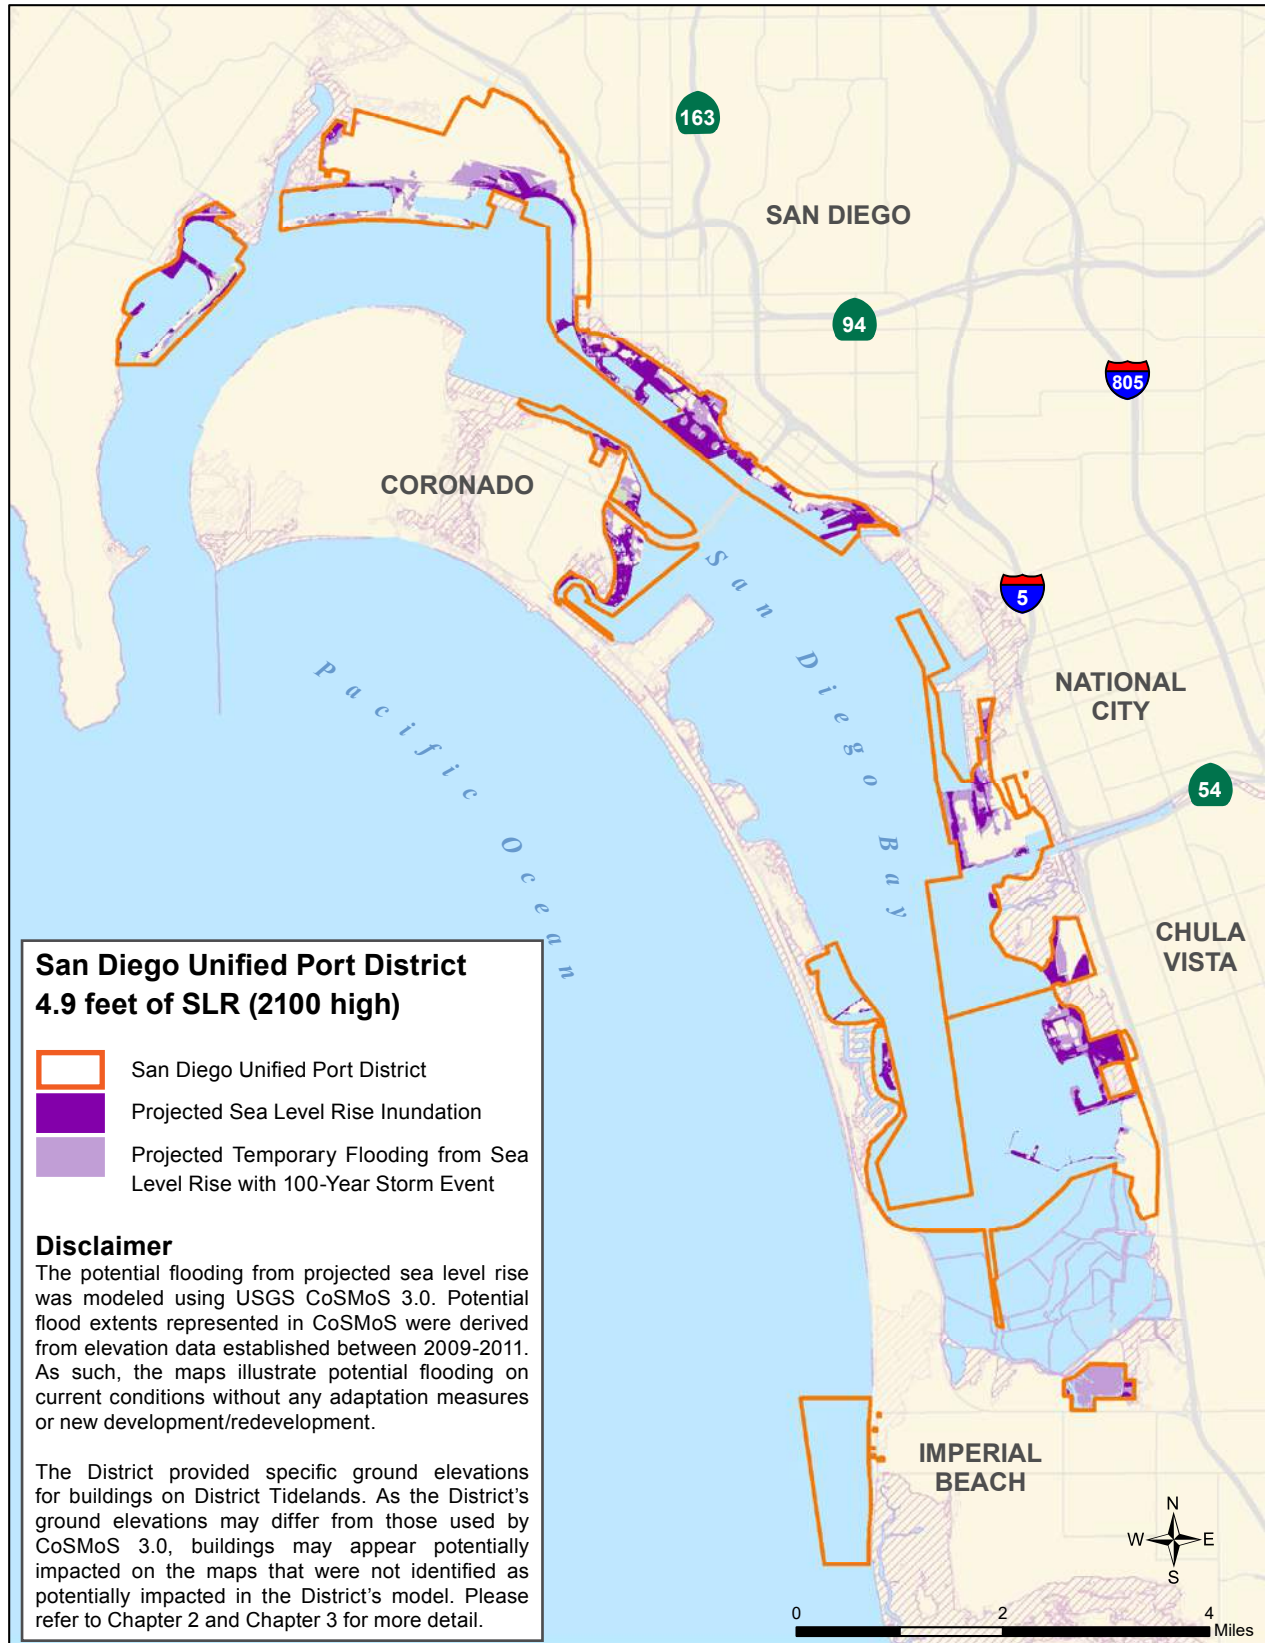 163
SAN DIEGO
94
805
CORONADO
San Diego Bay
5
Pacific Ocean
NATIONAL
CITY
54
CHULA
VISTA
San Diego Unified Port District
4.9 feet of SLR (2100 high)
San Diego Unified Port District
Projected Sea Level Rise Inundation
Projected Temporary Flooding from Sea
Level Rise with 100-Year Storm Event
Disclaimer
The potential flooding from projected sea level rise
was modeled using USGS CoSMoS 3.0. Potential
flood extents represented in CoSMoS were derived
from elevation data established between 2009-2011.
As such, the maps illustrate potential flooding on
current conditions without any adaptation measures
or new development/redevelopment.
The District provided specific ground elevations
for buildings on District Tidelands. As the District's
ground elevations may differ from those used by
CoSMoS 3.0, buildings may appear potentially
impacted on the maps that were not identified as
potentially impacted in the District's model. Please
refer to Chapter 2 and Chapter 3 for more detail.
IMPERIAL
BEACH
N
W E
S
0 2 4
Miles